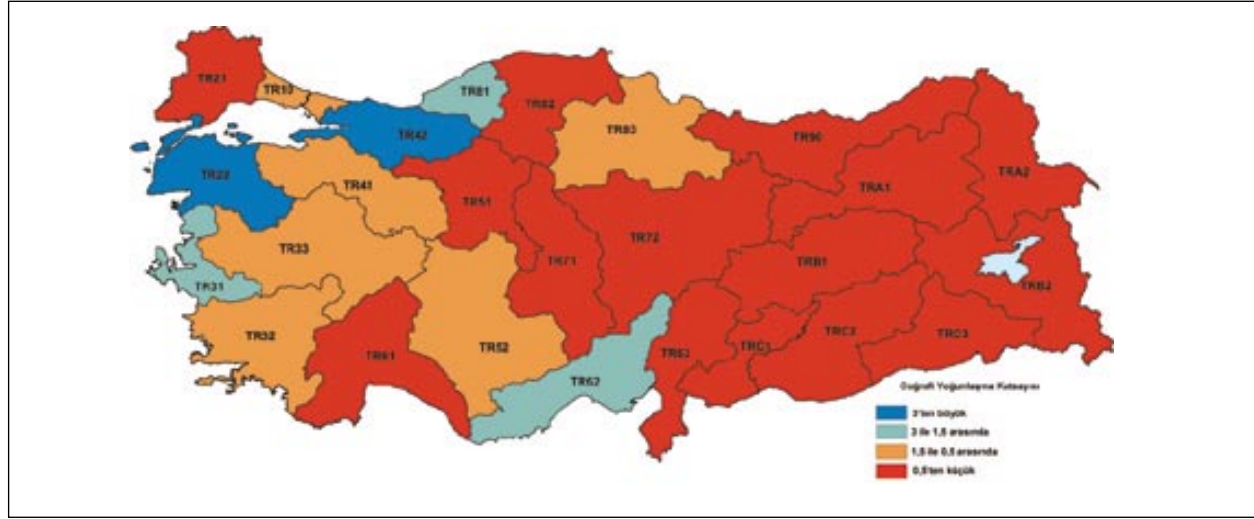 TR21
TR10
TR81
TR82
TR83
TR42
TR90
TR22
TR41
TR51
TRA1
TRA2
TR33
TR71
TR72
TRB1
TRB2
TR31
TR32
TR61
TR52
TR62
TR63
TRC1
TRC2
TRC3
Coğrafi Yoğunlaşma Katsayısı
3'ten büyük
3 ile 1,5 arasında
1,5 ile 0,5 arasında
0,5'ten küçük